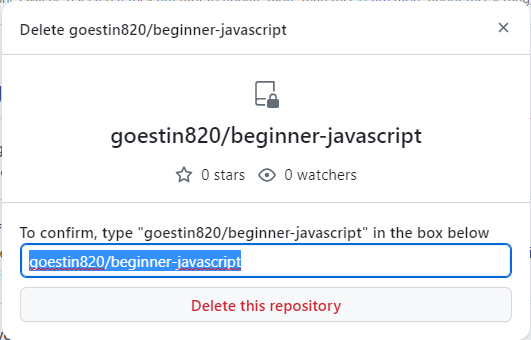 Delete goestin820/beginner-javascript
goestin820/beginner-javascript
0 stars 0 watchers
To confirm, type "goestin820/beginner-javascript" in the box below
goestin820/beginner-javascript
Delete this repository